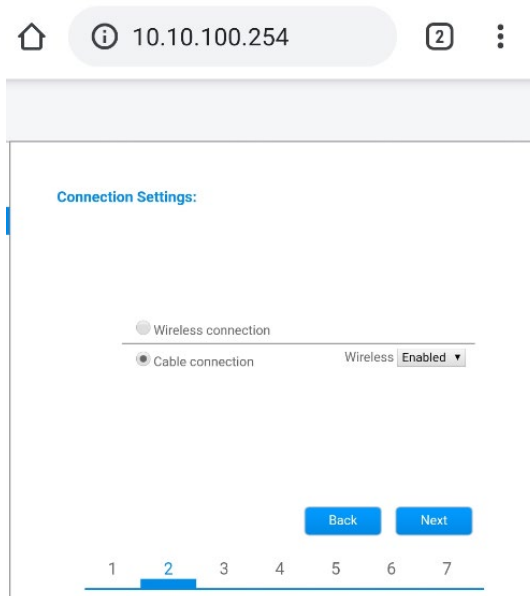 10.10.100.254 2
Connection Settings:
Wireless connection
Cable connection Wireless Enabled
Back Next
1 2 3 4 5 6 7